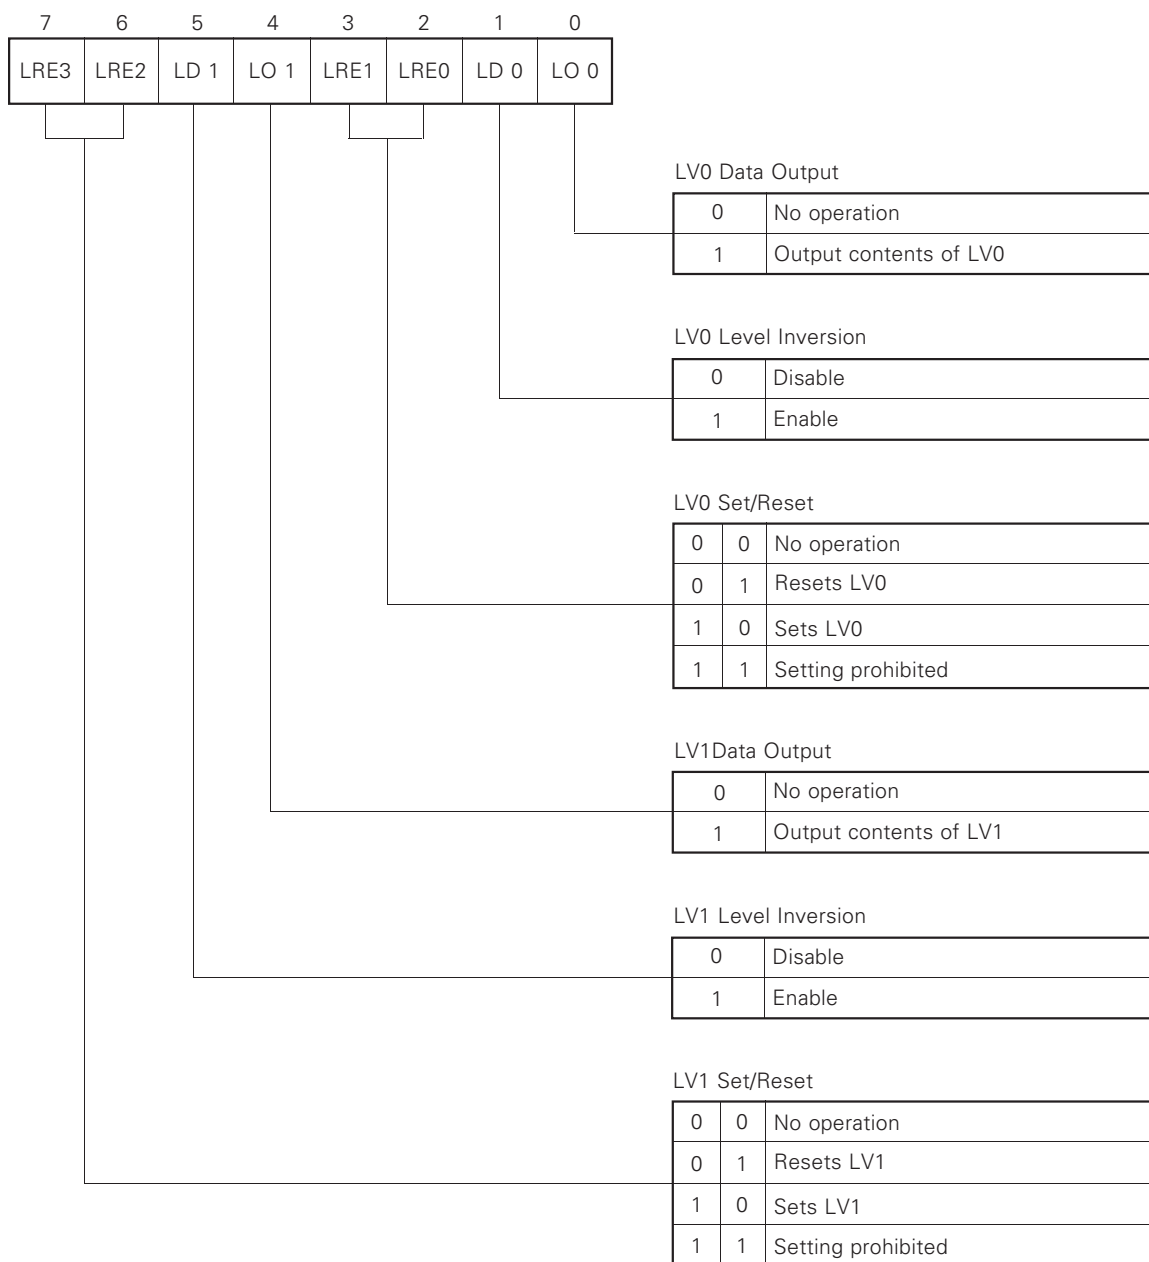 7 6 5 4 3 2 1 0
LRE3 LRE2 LD 1 LO 1 LRE1 LRE0 LD 0 LO 0
LV0 Data Output
0 No operation
1 Output contents of LV0
LV0 Level Inversion
0 Disable
1 Enable
LV0 Set/Reset
0 0 No operation
0 1 Resets LV0
1 0 Sets LV0
1 1 Setting prohibited
LV1Data Output
0 No operation
1 Output contents of LV1
LV1 Level Inversion
0 Disable
1 Enable
LV1 Set/Reset
0 0 No operation
0 1 Resets LV1
1 0 Sets LV1
1 1 Setting prohibited